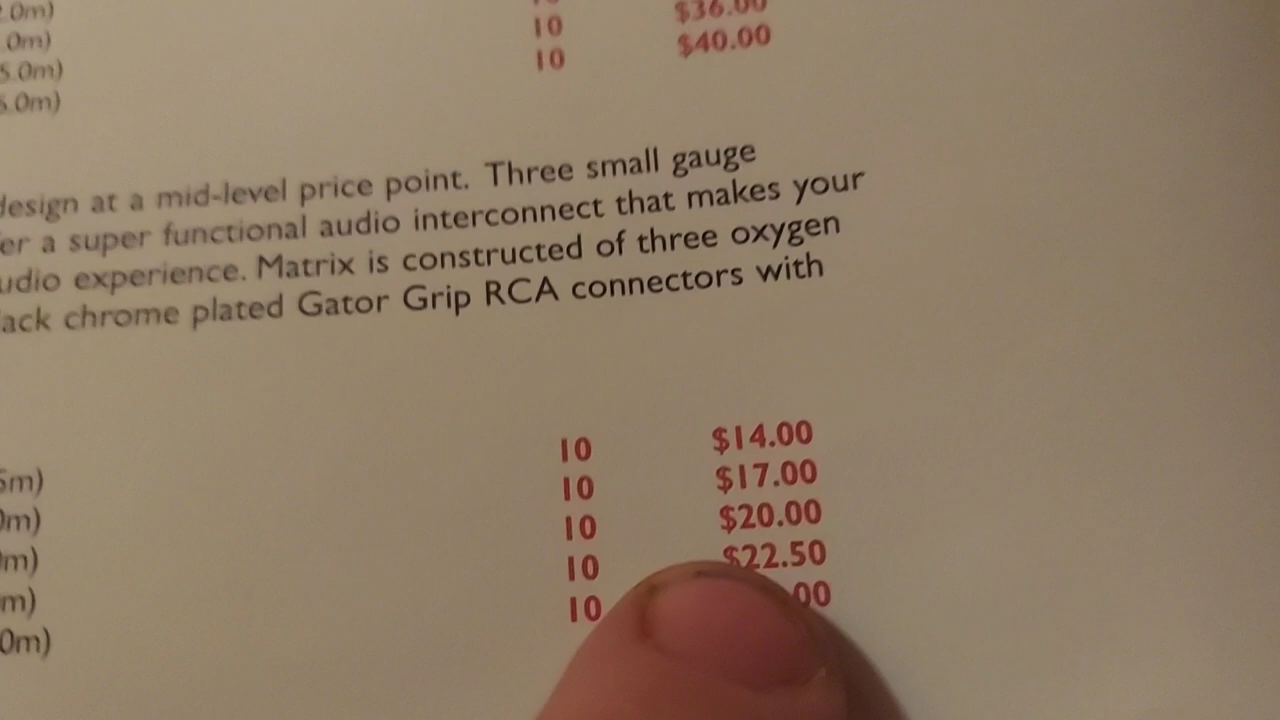 .0m) 10 $36.00
.0m) 10 $40.00
5.0m)
.0m)
design at a mid-level price point. Three small gauge
er a super functional audio interconnect that makes your
udio experience. Matrix is constructed of three oxygen
lack chrome plated Gator Grip RCA connectors with
10 $14.00
5m) 10 $17.00
0m) 10 $20.00
m) 10 $22.50
m) 10 00
0m)